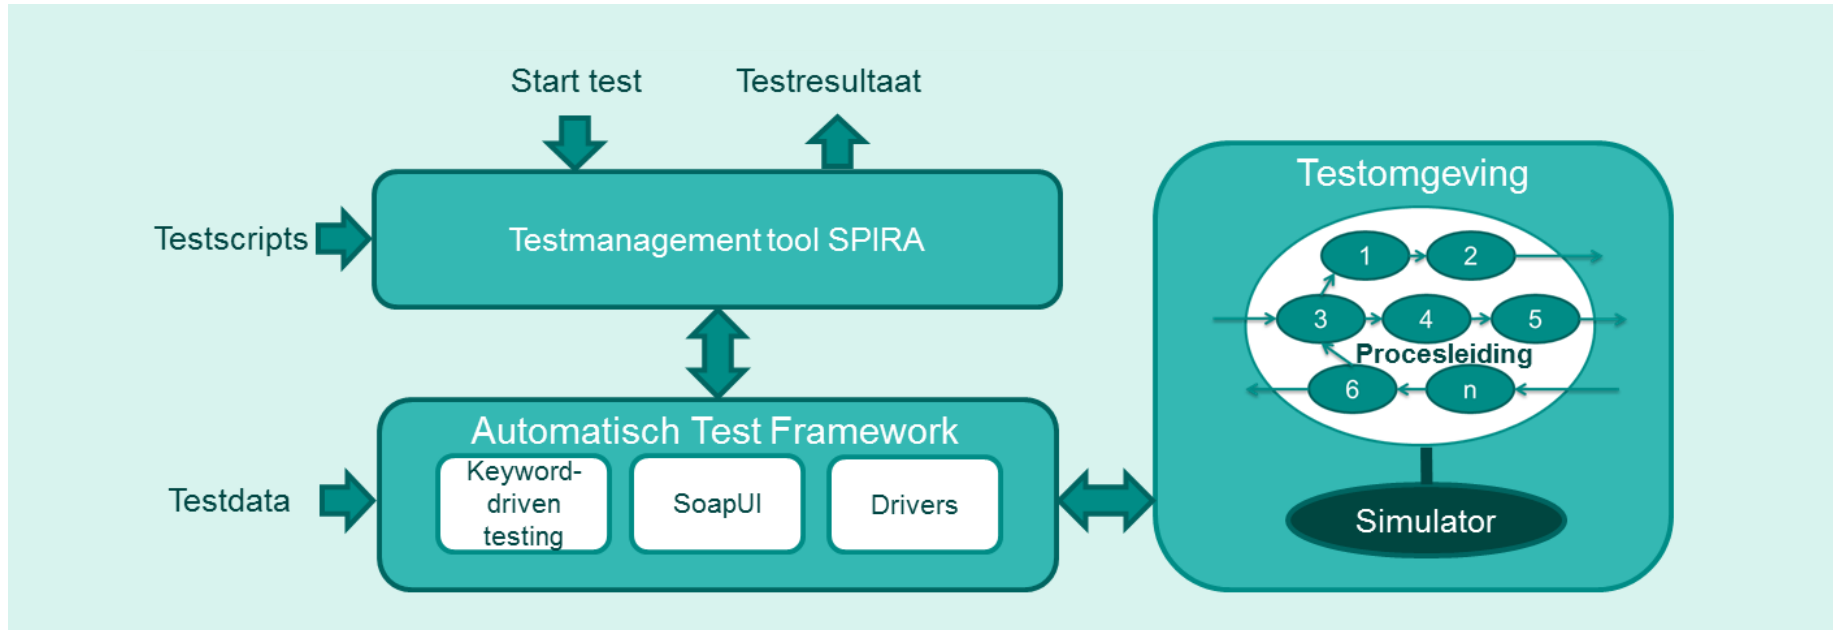 Start test
Testresultaat
Testscripts
Testmanagement tool SPIRA
Automatisch Test Framework
Testdata
Keyword-
driven
testing
SoapUI
Drivers
Testomgeving
1
2
3
4
5
Procesleiding
6
n
Simulator